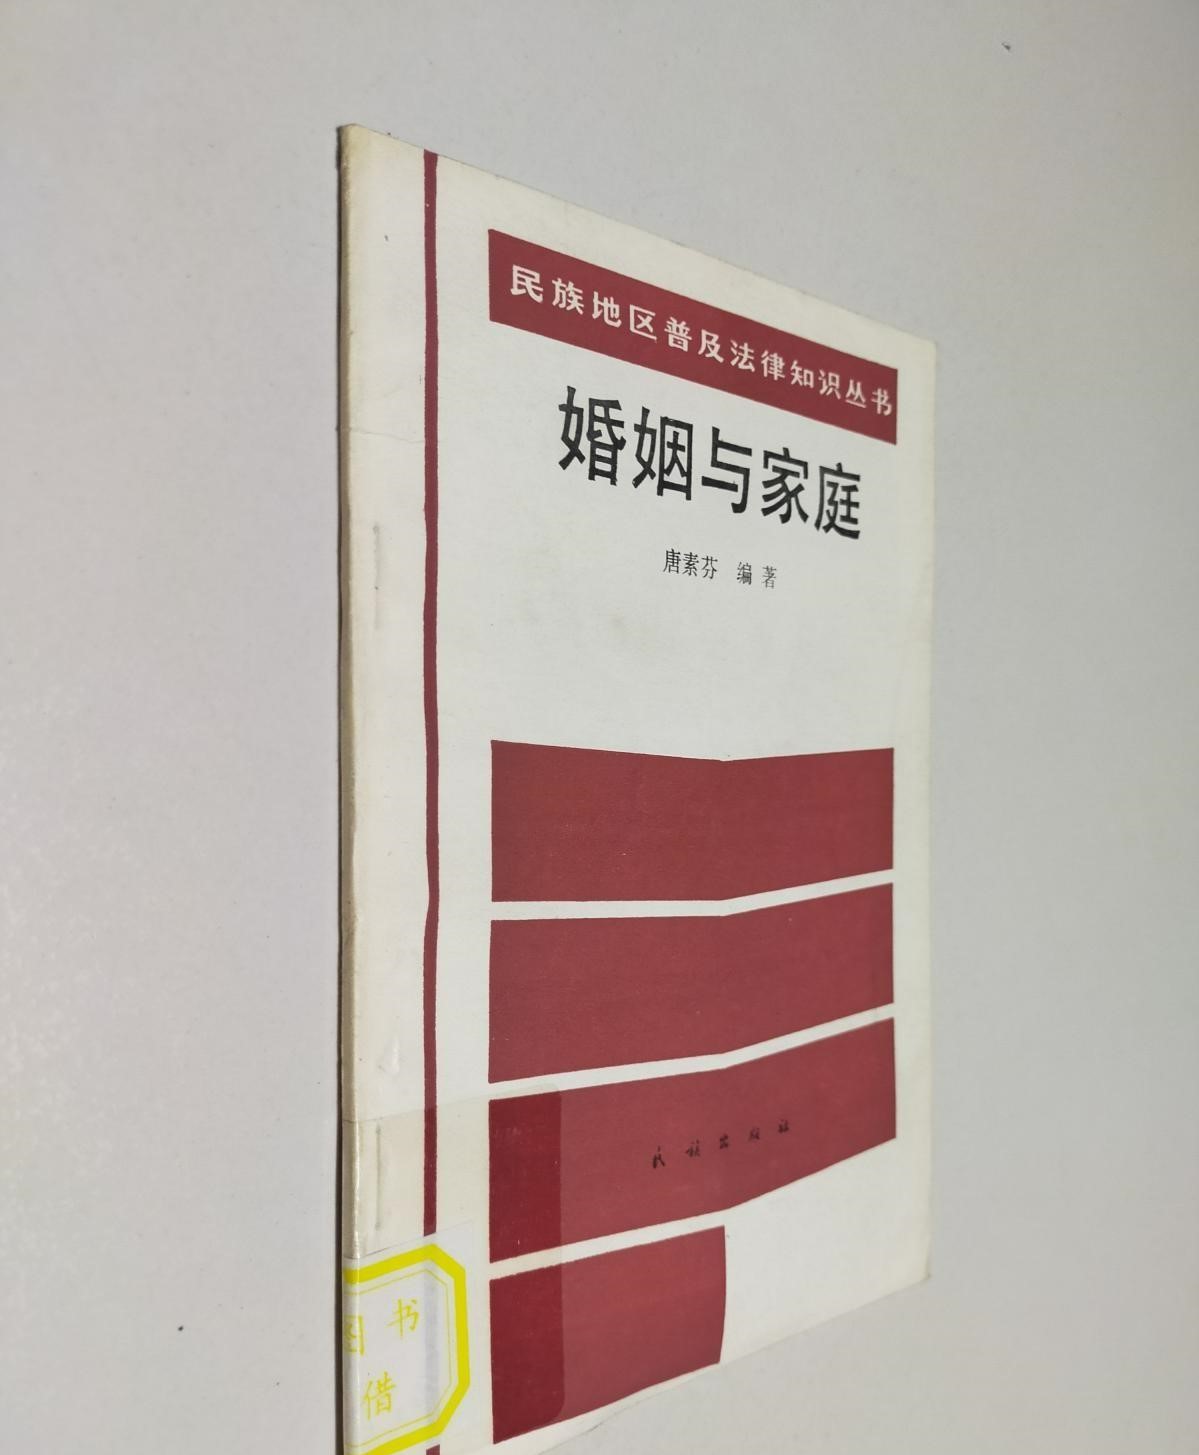 民族地区普及法律知识丛书
婚姻与家庭
唐素芬 编著
民族出版社
图书
借